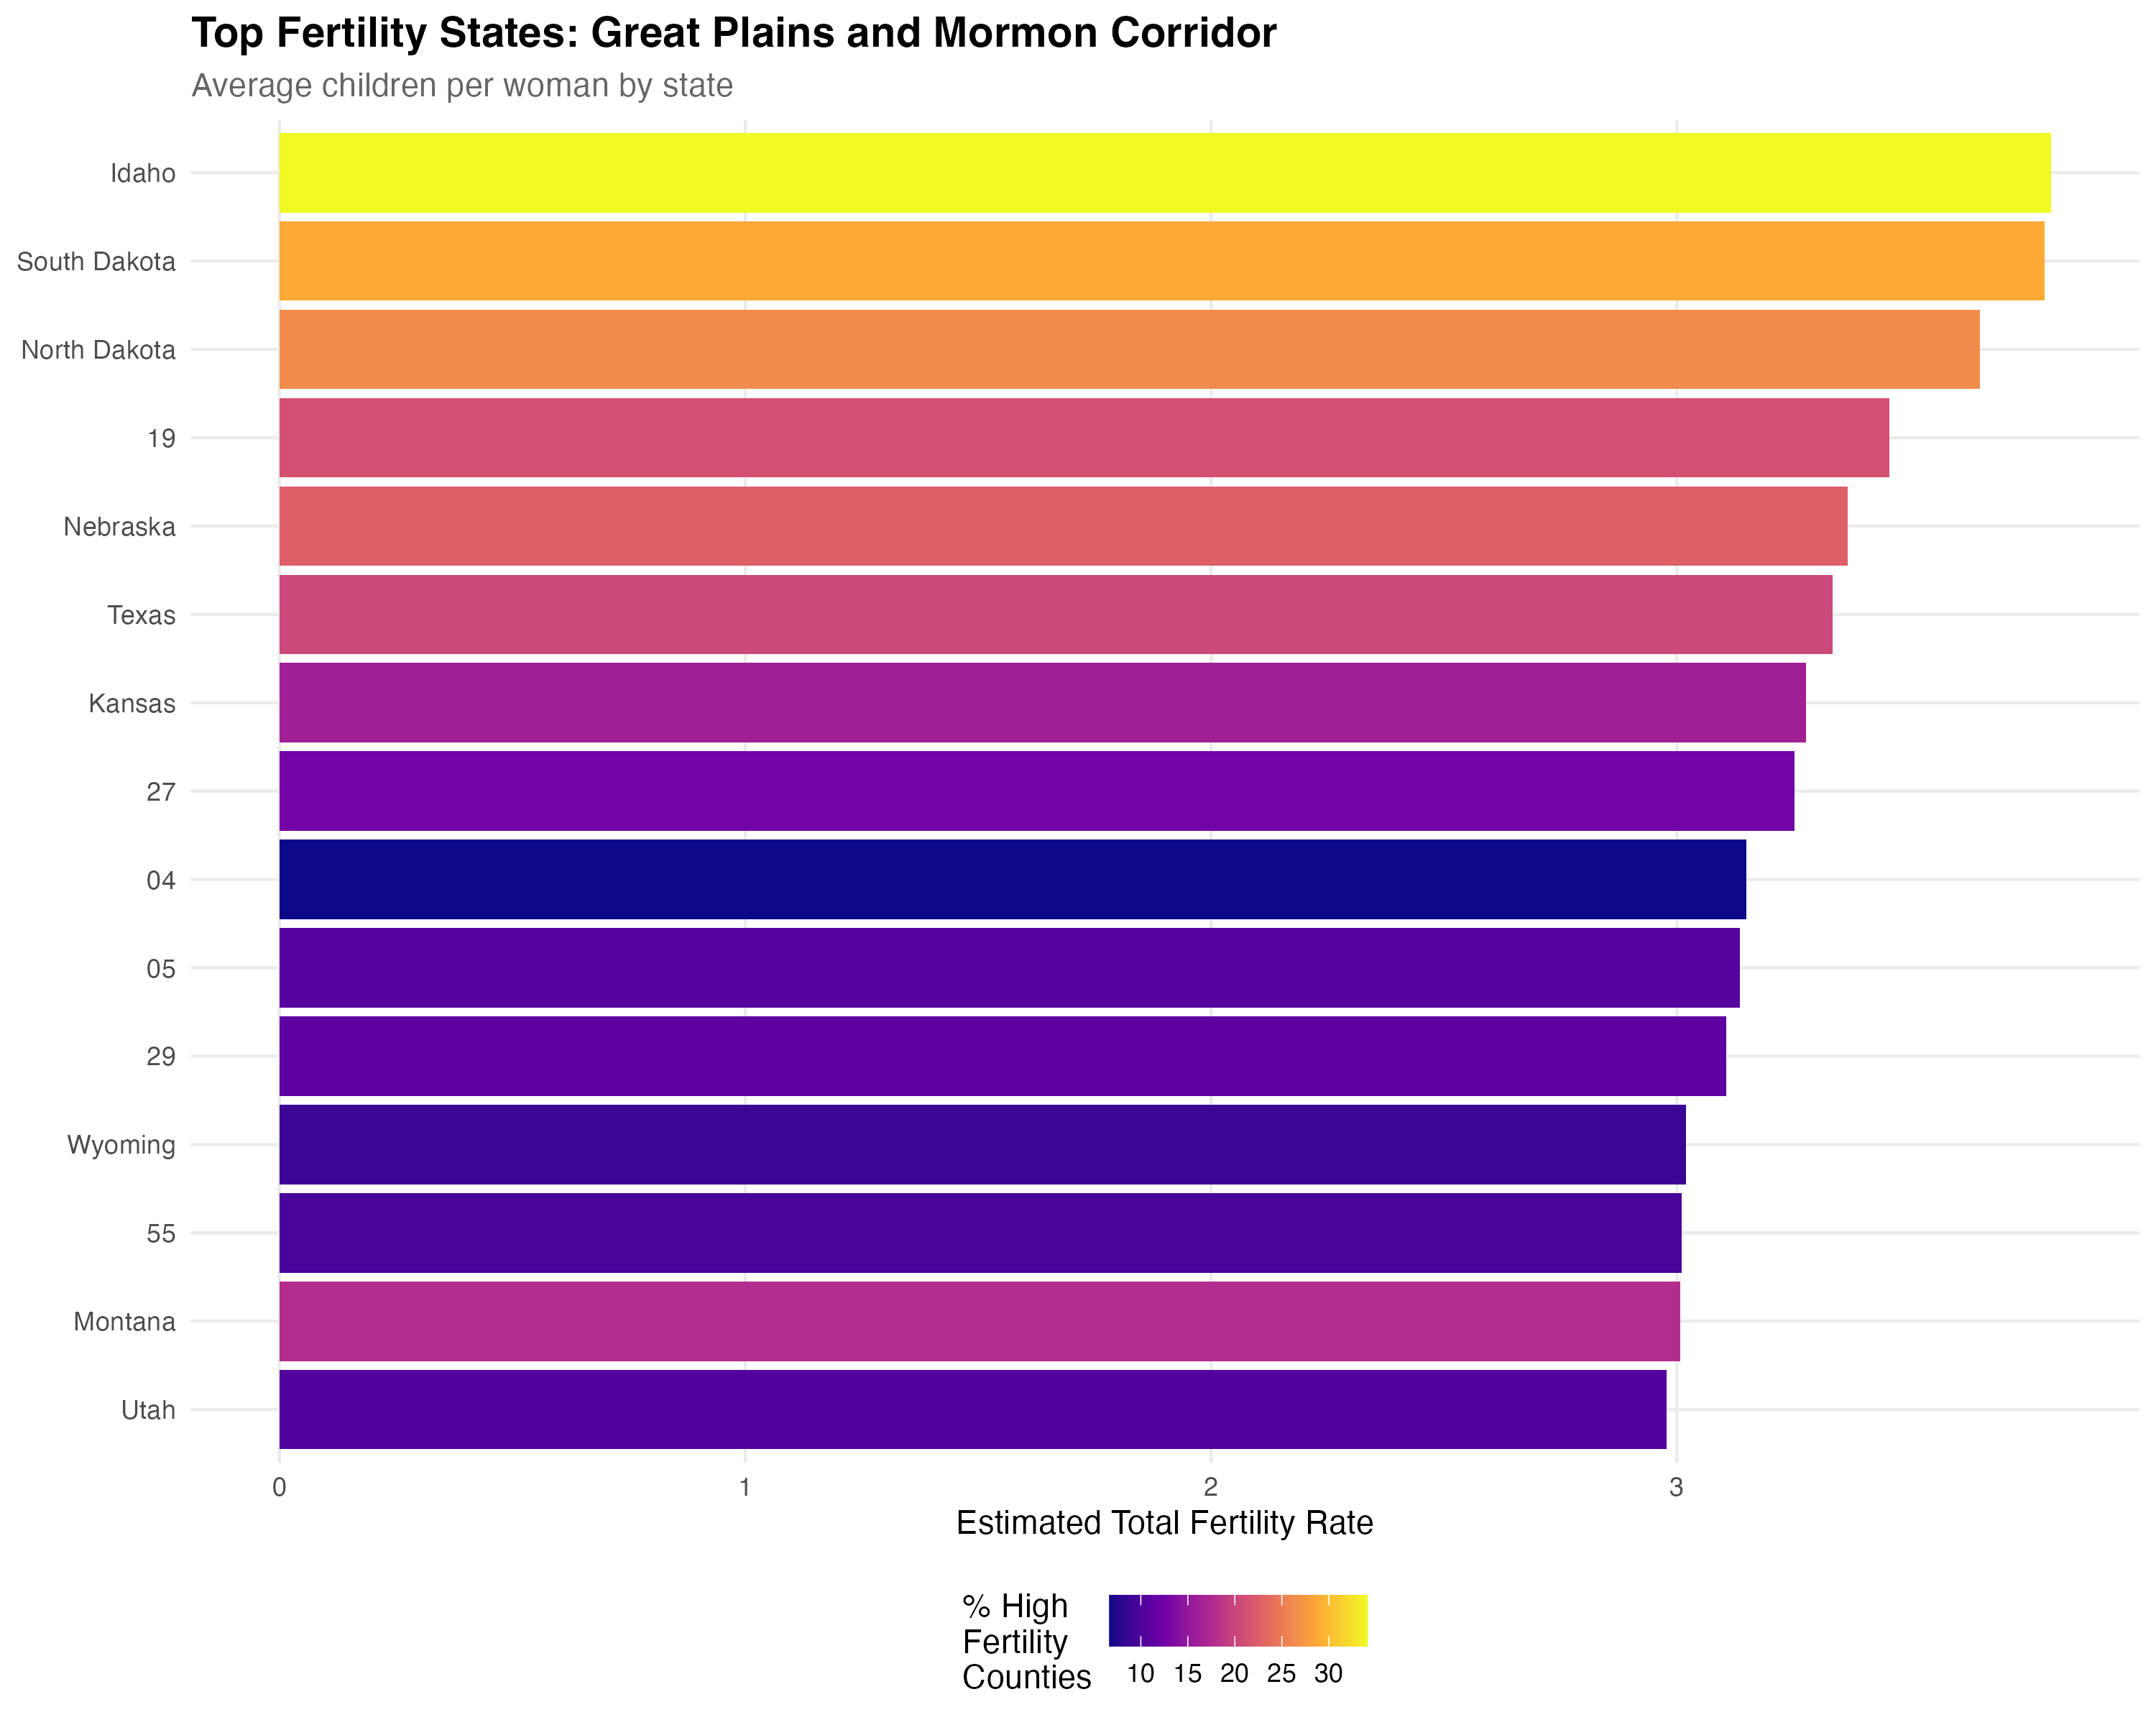 Top Fertility States: Great Plains and Mormon Corridor
Average children per woman by state
Idaho
South Dakota
North Dakota
19
Nebraska
Texas
Kansas
27
04
05
29
Wyoming
55
Montana
Utah
0 1 2 3
Estimated Total Fertility Rate
% High
Fertility
Counties
10 15 20 25 30